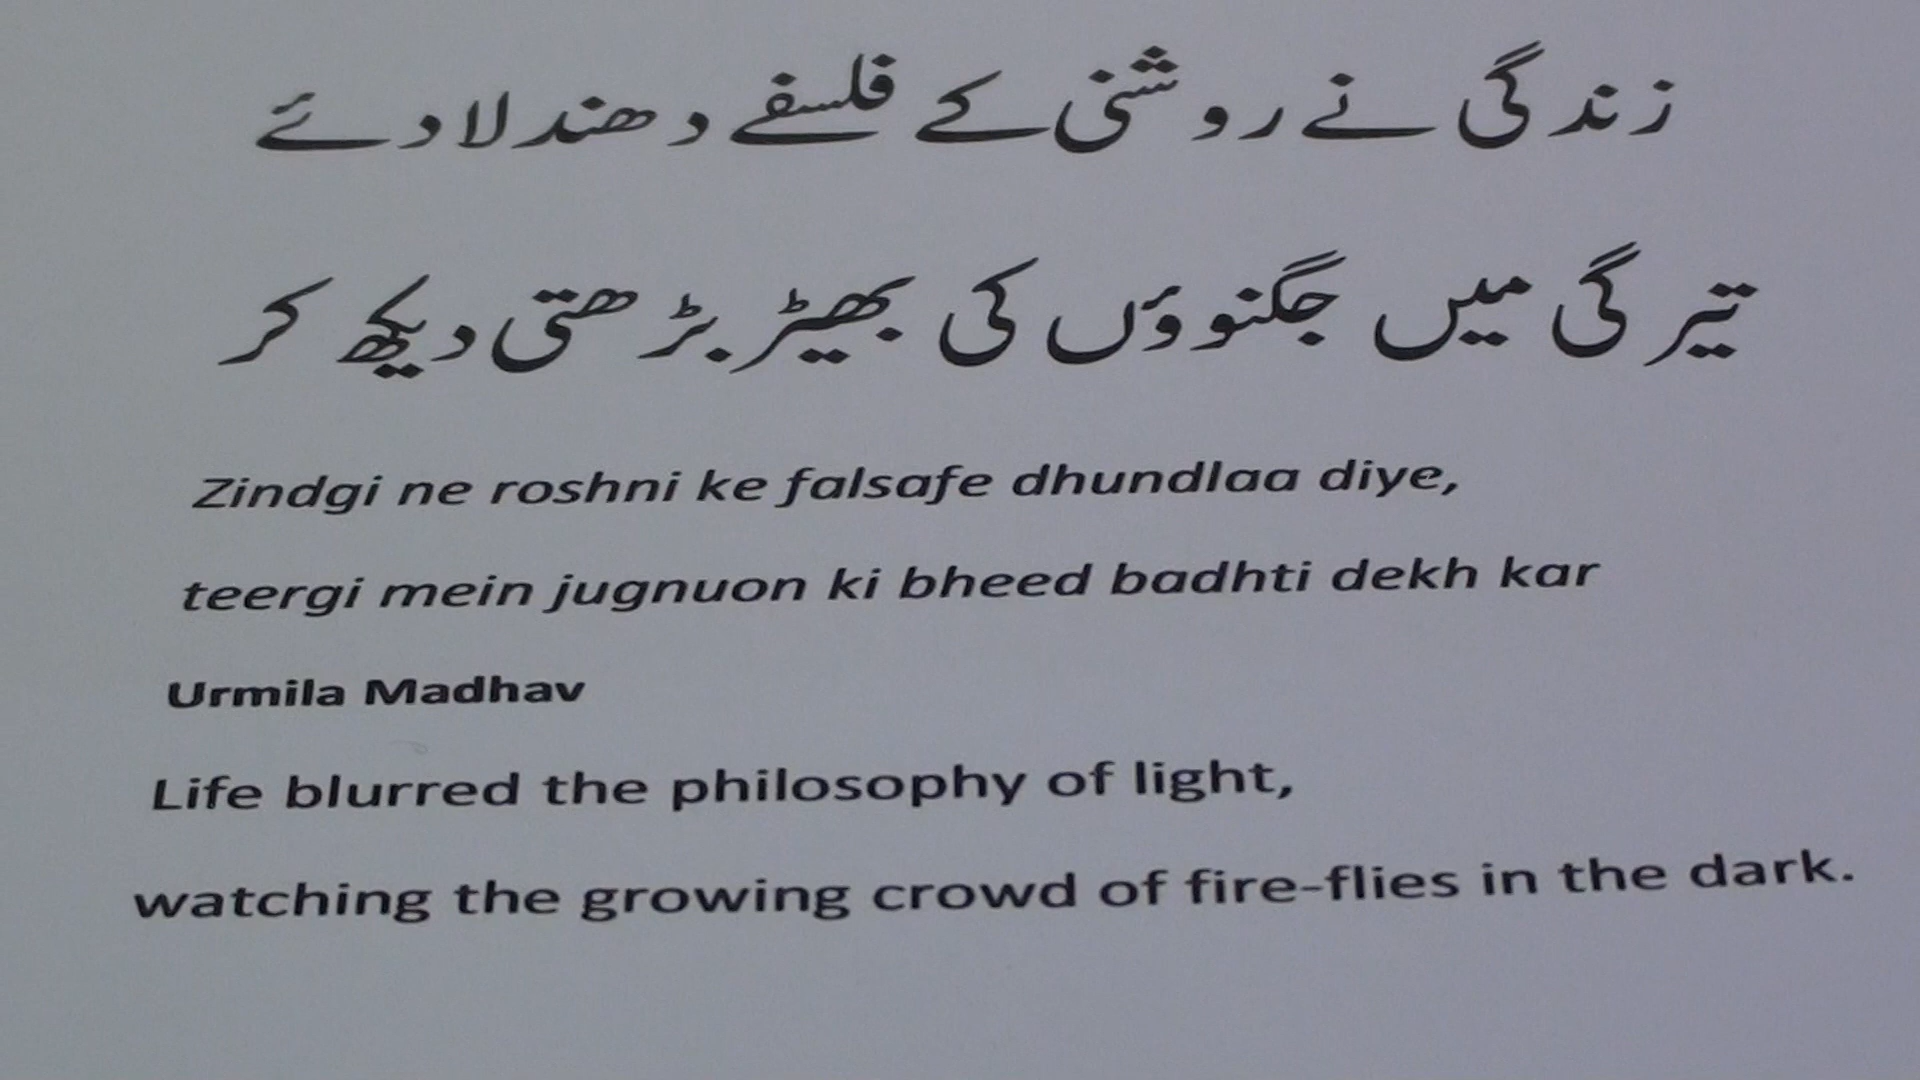 زندگی نے روشنی کے فلسفے دھندلا دۓ
تیرگی میں جگنووؤں کی بھیڑ بڑھتی دیکھ کر
Zindgi ne roshni ke falsafe dhundlaa diye,
teergi mein jugnuon ki bheed badhti dekh kar
Urmila Madhav
Life blurred the philosophy of light,
watching the growing crowd of fire-flies in the dark.